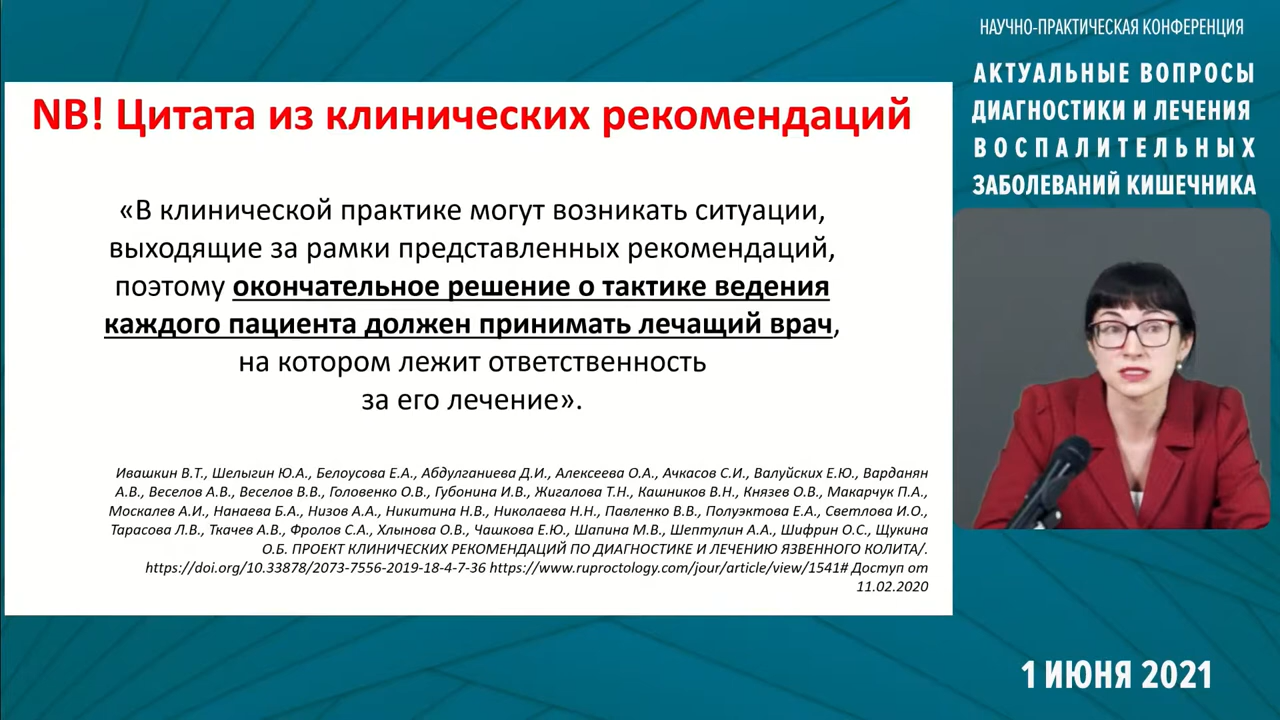 NB! Цитата из клинических рекомендаций
«В клинической практике могут возникать ситуации,
выходящие за рамки представленных рекомендаций,
поэтому окончательное решение о тактике ведения
каждого пациента должен принимать лечащий врач,
на котором лежит ответственность
за его лечение».
Ивашкин В.Т., Шелыгин Ю.А., Белоусова Е.А., Абдулганиева Д.И., Алексеева О.А., Ачкасов С.И., Валуйских Е.Ю., Варданян
А.В., Веселов А.В., Веселов В.В., Головенко О.В., Губонина И.В., Жигалова Т.Н., Кашников В.Н., Князев О.В., Макарчук П.А.,
Москалев А.И., Нанаева Б.А., Низов А.А., Никитина Н.В., Николаева Н.Н., Павленко В.В., Полуэктова Е.А., Светлова И.О.,
Тарасова Л.В., Ткачев А.В., Фролов С.А., Хлынова О.В., Чашкова Е.Ю., Шапина М.В., Шептулин А.А., Шифрин О.С., Щукина
О.Б. ПРОЕКТ КЛИНИЧЕСКИХ РЕКОМЕНДАЦИЙ ПО ДИАГНОСТИКЕ И ЛЕЧЕНИЮ ЯЗВЕННОГО КОЛИТА/.
https://doi.org/10.33878/2073-7556-2019-18-4-7-36 https://www.ruproctology.com/jour/article/view/1541# Доступ от
11.02.2020
НАУЧНО-ПРАКТИЧЕСКАЯ КОНФЕРЕНЦИЯ
АКТУАЛЬНЫЕ ВОПРОСЫ
ДИАГНОСТИКИ И ЛЕЧЕНИЯ
ВОСПАЛИТЕЛЬНЫХ
ЗАБОЛЕВАНИЙ КИШЕЧНИКА
1 ИЮНЯ 2021